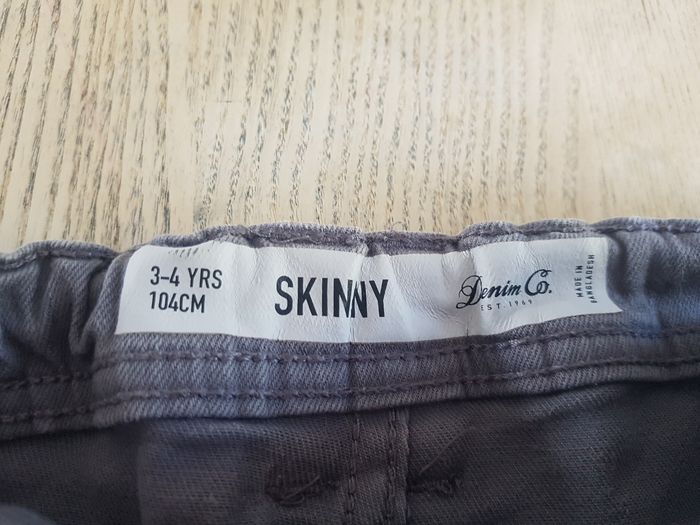 3-4 YRS
104CM
SKINNY
Denim Co.
EST. 1969
MADE IN
BANGLADESH